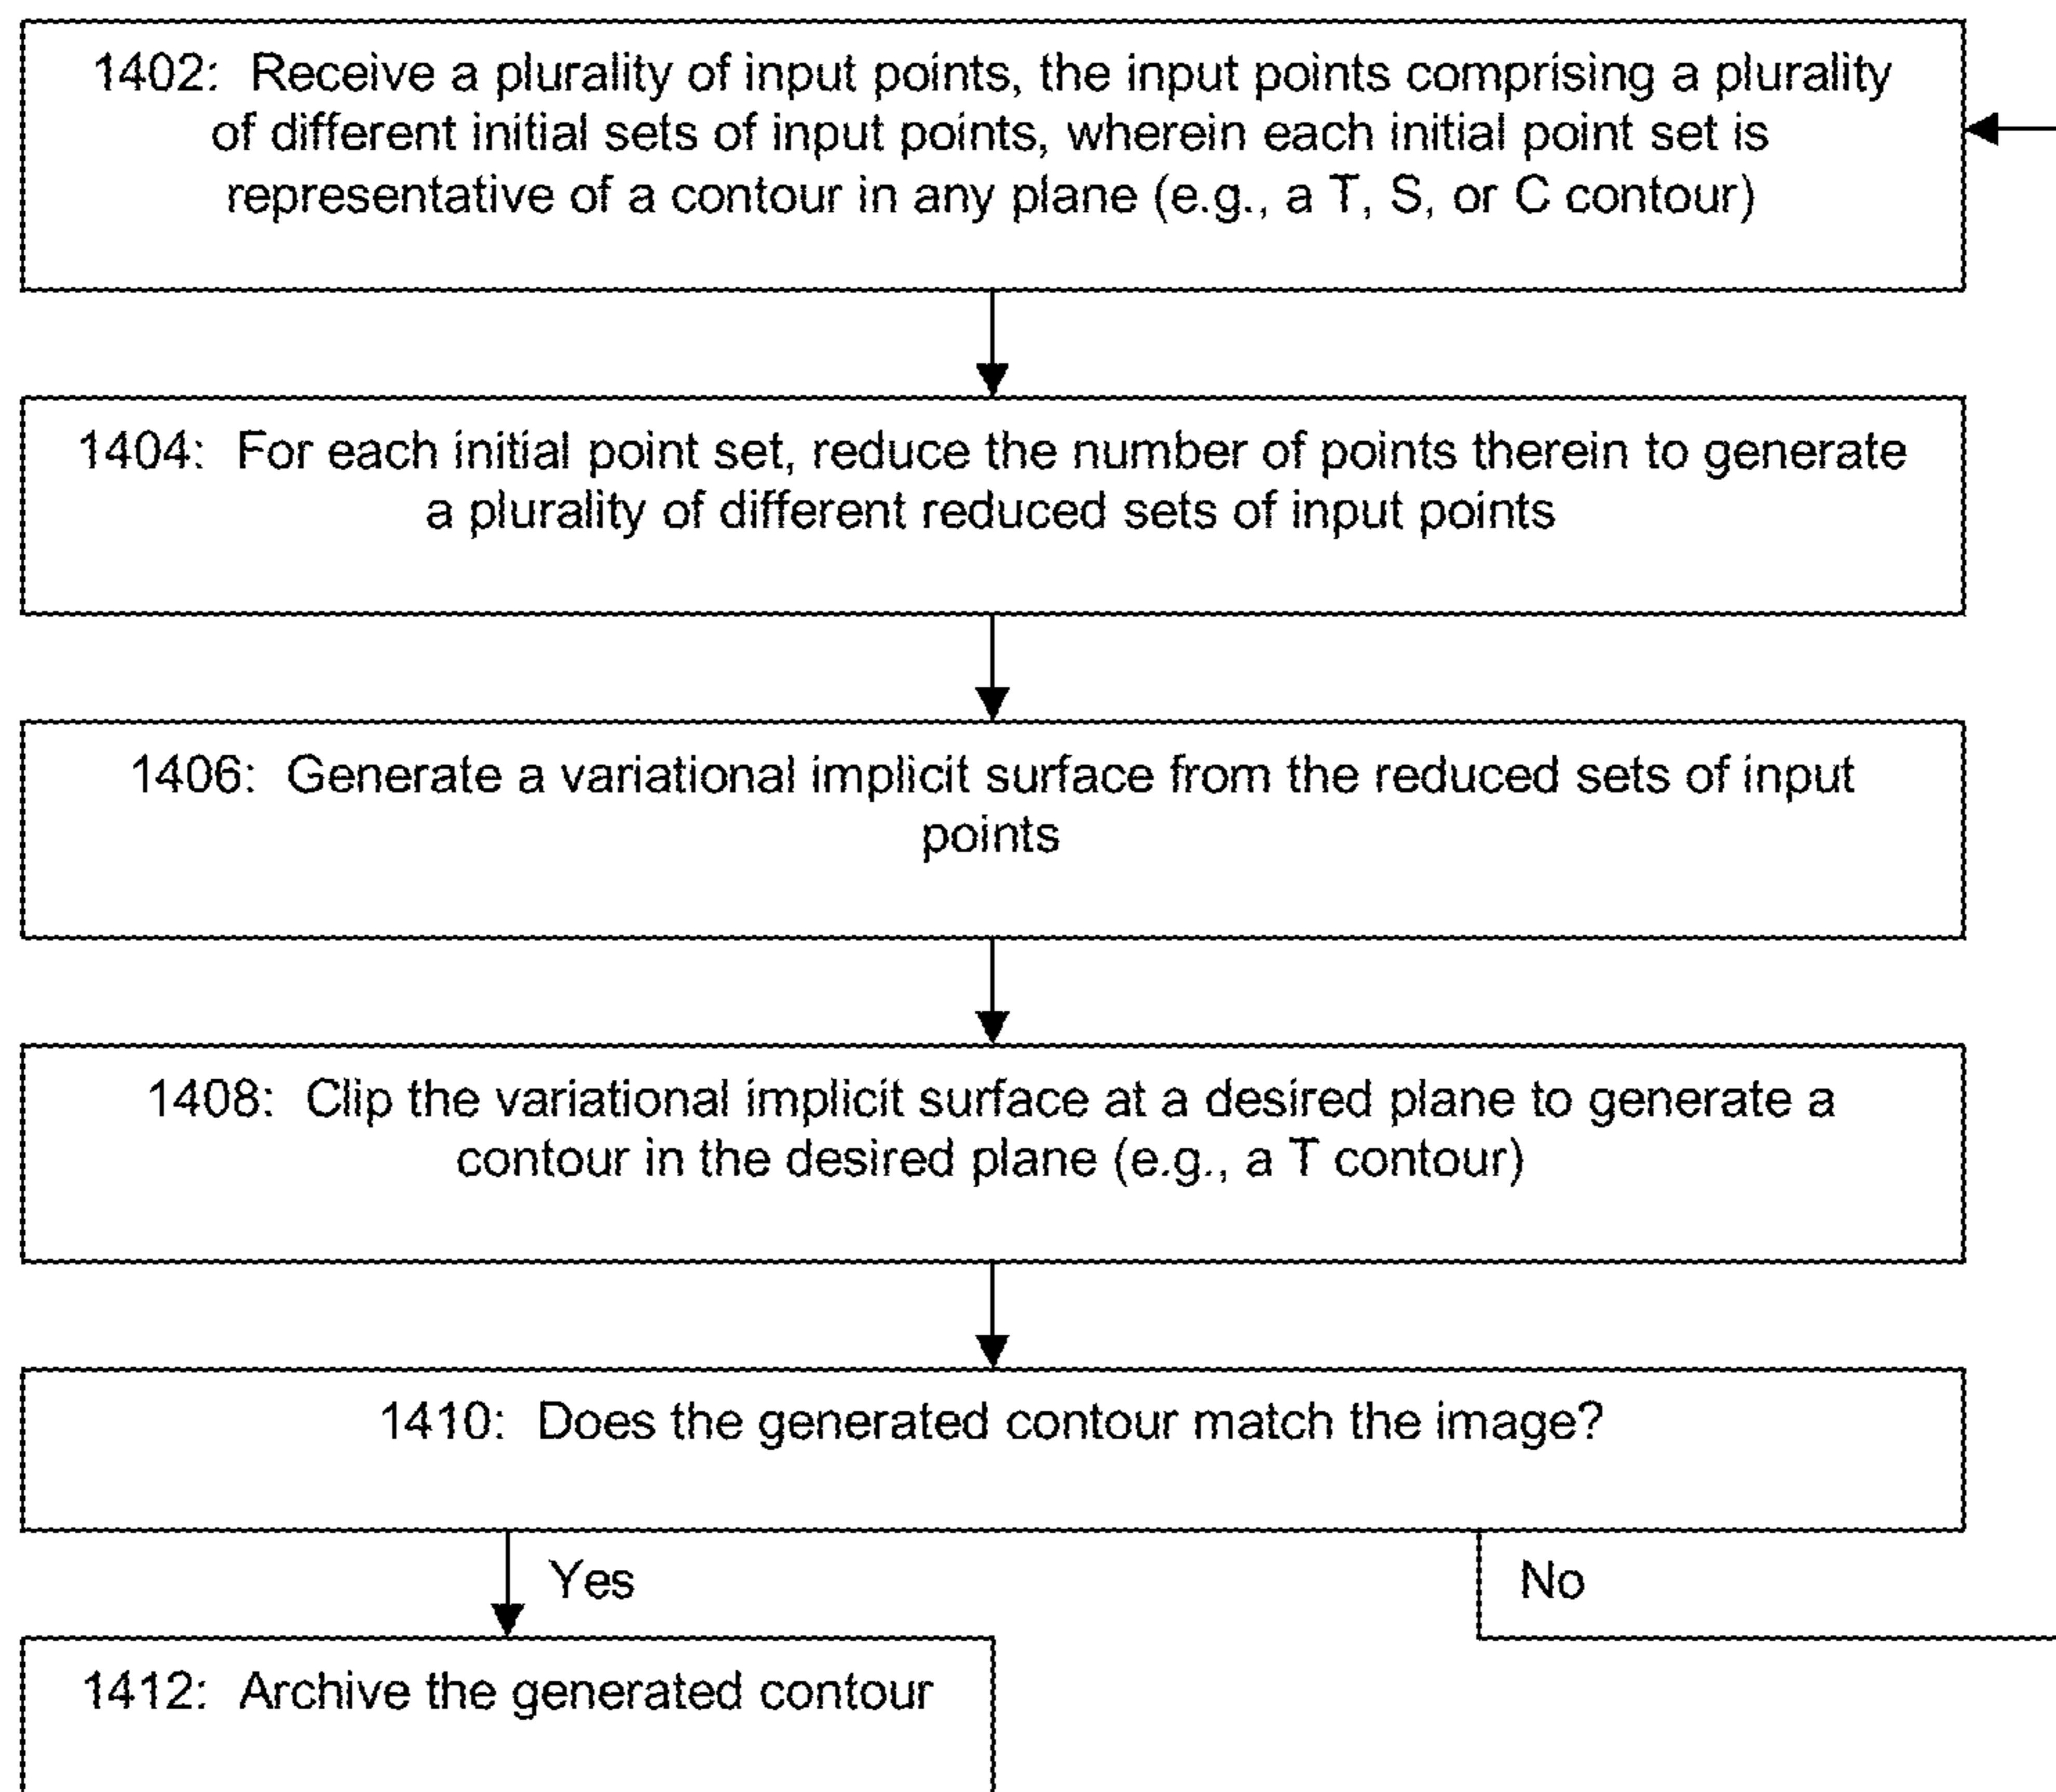 1402: Receive a plurality of input points, the input points comprising a plurality
of different initial sets of input points, wherein each initial point set is
representative of a contour in any plane (e.g., a T, S, or C contour)
1404: For each initial point set, reduce the number of points therein to generate
a plurality of different reduced sets of input points
1406: Generate a variational implicit surface from the reduced sets of input
points
1408: Clip the variational implicit surface at a desired plane to generate a
contour in the desired plane (e.g., a T contour)
1410: Does the generated contour match the image?
Yes
No
1412: Archive the generated contour